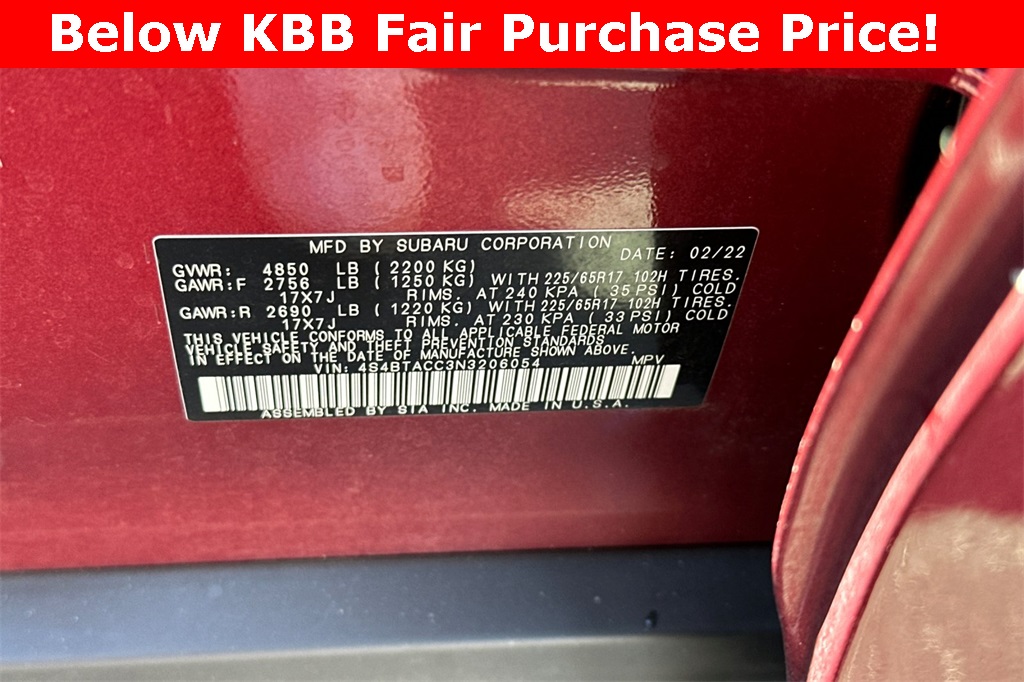 Below KBB Fair Purchase Price!
MFD BY SUBARU CORPORATION DATE: 02/22
GVWR: 4850 LB (2200 KG)
GAWR:F 2756 LB (1250 KG) WITH 225/65R17 102H TIRES.
17X7J RIMS. AT 240 KPA (35 PSI) COLD
GAWR:R 2690 LB (1220 KG) WITH 225/65R17 102H TIRES.
17X7J RIMS. AT 230 KPA (33 PSI) COLD
THIS VEHICLE CONFORMS TO ALL APPLICABLE FEDERAL MOTOR
VEHICLE SAFETY AND THEFT PREVENTION STANDARDS
IN EFFECT ON THE DATE OF MANUFACTURE SHOWN ABOVE.
VIN: 4S4BTACC3N3206054 MPV
ASSEMBLED BY SIA INC. MADE IN U.S.A.